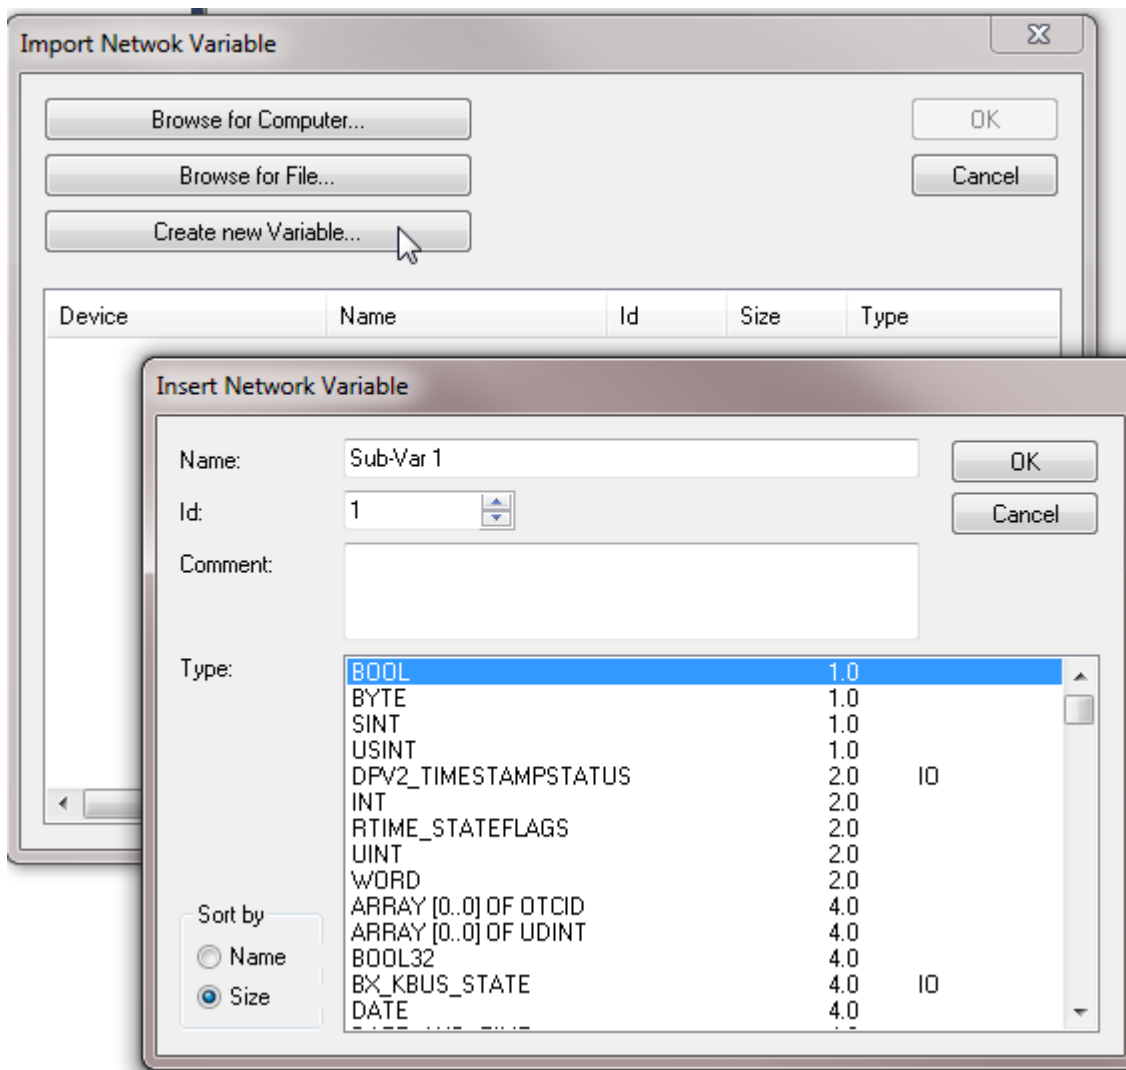 Import Netwok Variable
Browse for Computer...
OK
Browse for File...
Cancel
Create new Variable...
Device Name Id Size Type
Insert Network Variable
Name: Sub-Var 1
OK
Id: 1
Cancel
Comment:
Type:
BOOL 1.0
BYTE 1.0
SINT 1.0
USINT 1.0
DPV2_TIMESTAMPSTATUS 2.0 IO
INT 2.0
RTIME_STATEFLAGS 2.0
UINT 2.0
WORD 2.0
ARRAY [0..0] OF OTCID 4.0
ARRAY [0..0] OF UDINT 4.0
BOOL32 4.0
BX_KBUS_STATE 4.0 IO
DATE 4.0
Sort by
Name
Size